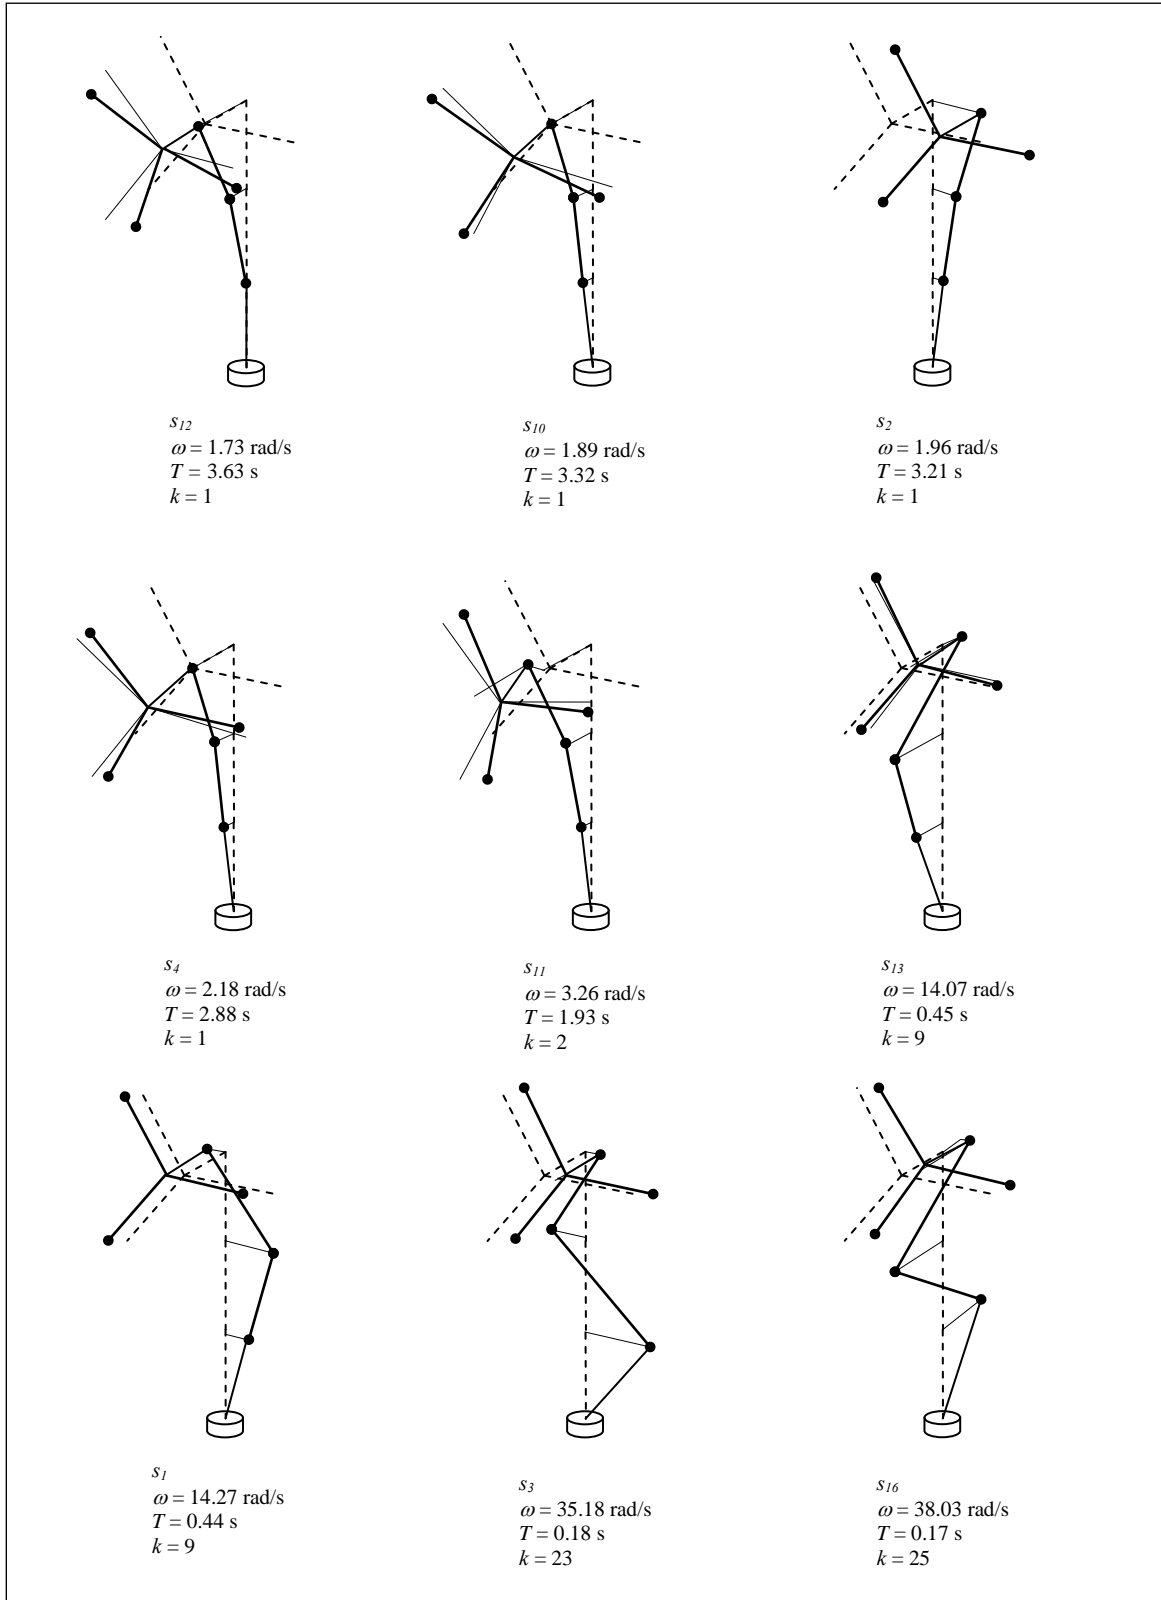 s12
ω = 1.73 rad/s
T = 3.63 s
k = 1
s10
ω = 1.89 rad/s
T = 3.32 s
k = 1
s2
ω = 1.96 rad/s
T = 3.21 s
k = 1
s4
ω = 2.18 rad/s
T = 2.88 s
k = 1
s11
ω = 3.26 rad/s
T = 1.93 s
k = 2
s13
ω = 14.07 rad/s
T = 0.45 s
k = 9
s1
ω = 14.27 rad/s
T = 0.44 s
k = 9
s3
ω = 35.18 rad/s
T = 0.18 s
k = 23
s16
ω = 38.03 rad/s
T = 0.17 s
k = 25